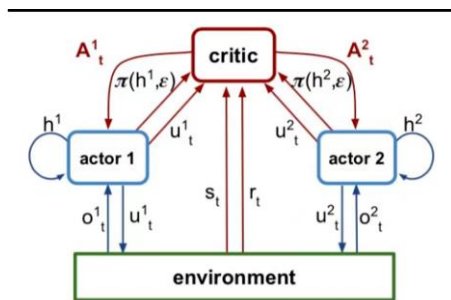 A¹ₜ critic A²ₜ
π(h¹,ε) π(h²,ε)
h¹ u¹ₜ u²ₜ h²
actor 1 actor 2
o¹ₜ u¹ₜ sₜ rₜ u²ₜ o²ₜ
environment